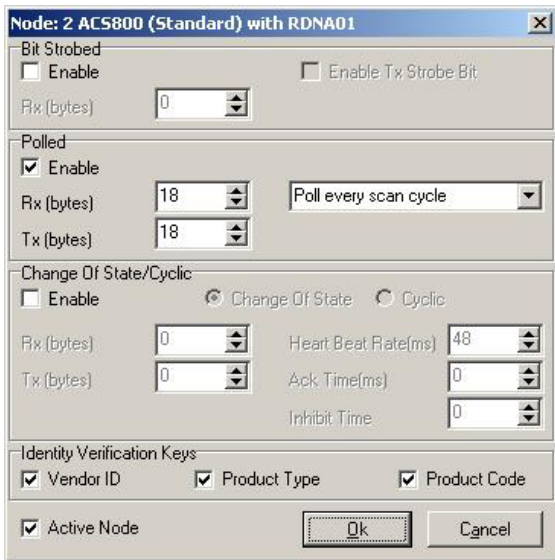 Node: 2 ACS800 (Standard) with RDNA01
Bit Strobed
Enable Enable Tx Strobe Bit
Rx (bytes) 0
Polled
Enable
Rx (bytes) 18 Poll every scan cycle
Tx (bytes) 18
Change Of State/Cyclic
Enable Change Of State Cyclic
Rx (bytes) 0 Heart Beat Rate(ms) 48
Tx (bytes) 0 Ack Time(ms) 0
Inhibit Time 0
Identity Verification Keys
Vendor ID Product Type Product Code
Active Node Ok Cancel